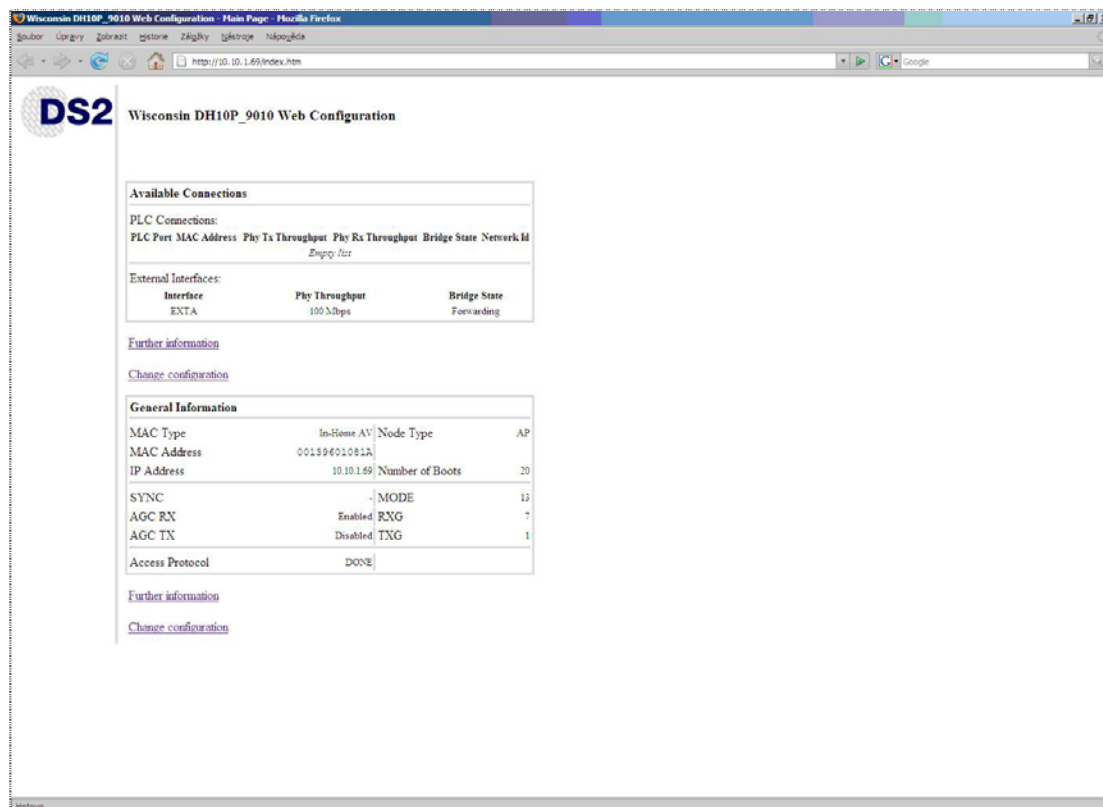 Wisconsin DH10P_9010 Web Configuration - Main Page - Mozilla Firefox
Soubor Úpravy Zobrazit Historie Záložky Nástroje Nápověda
http://10.10.1.69/index.htm Google
DS2
Wisconsin DH10P_9010 Web Configuration
Available Connections
PLC Connections:
PLC Port MAC Address Phy Tx Throughput Phy Rx Throughput Bridge State Network Id
Empty list
External Interfaces:
Interface Phy Throughput Bridge State
EXTA 100 Mbps Forwarding
Further information
Change configuration
General Information
MAC Type In-Home AV Node Type AP
MAC Address 00139601081A
IP Address 10.10.1.69 Number of Boots 20
SYNC - MODE 13
AGC RX Enabled RXG 7
AGC TX Disabled TXG 1
Access Protocol DONE
Further information
Change configuration
Hotovo